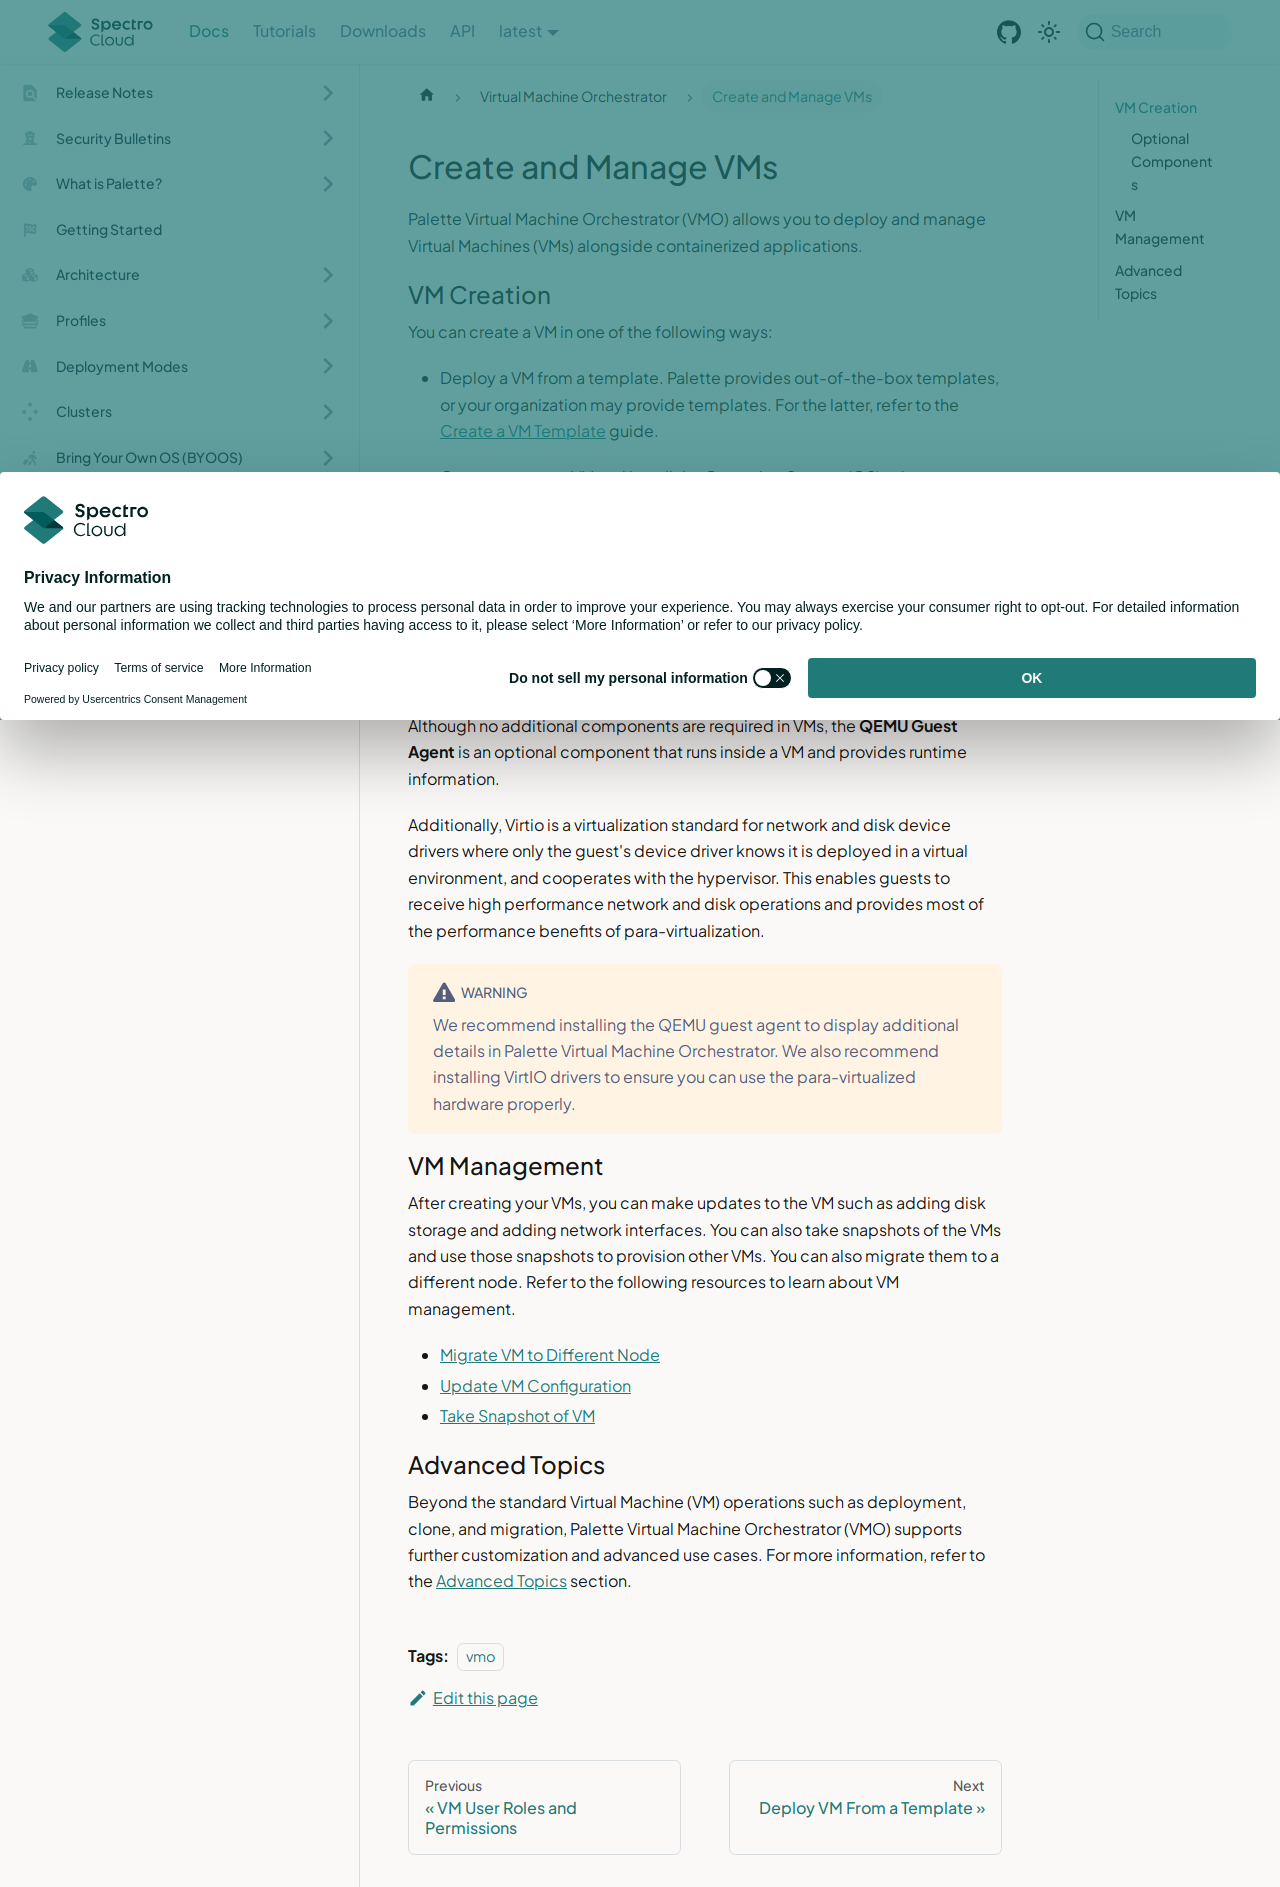 Spectro
Cloud
Docs
Tutorials
Downloads
API
latest
Search
Release Notes
Security Bulletins
What is Palette?
Getting Started
Architecture
Profiles
Deployment Modes
Clusters
Bring Your Own OS (BYOOS)
Virtual Machine Orchestrator
Create and Manage VMs
Create and Manage VMs
Palette Virtual Machine Orchestrator (VMO) allows you to deploy and manage
Virtual Machines (VMs) alongside containerized applications.
VM Creation
You can create a VM in one of the following ways:
Deploy a VM from a template. Palette provides out-of-the-box templates,
or your organization may provide templates. For the latter, refer to the
Create a VM Template guide.
VM Creation
Optional
Component
s
VM
Management
Advanced
Topics
Spectro
Cloud
Privacy Information
We and our partners are using tracking technologies to process personal data in order to improve your experience. You may always exercise your consumer right to opt-out. For detailed information
about personal information we collect and third parties having access to it, please select ‘More Information’ or refer to our privacy policy.
Privacy policy
Terms of service
More Information
Powered by Usercentrics Consent Management
Do not sell my personal information
OK
Although no additional components are required in VMs, the QEMU Guest
Agent is an optional component that runs inside a VM and provides runtime
information.
Additionally, Virtio is a virtualization standard for network and disk device
drivers where only the guest's device driver knows it is deployed in a virtual
environment, and cooperates with the hypervisor. This enables guests to
receive high performance network and disk operations and provides most of
the performance benefits of para-virtualization.
WARNING
We recommend installing the QEMU guest agent to display additional
details in Palette Virtual Machine Orchestrator. We also recommend
installing VirtIO drivers to ensure you can use the para-virtualized
hardware properly.
VM Management
After creating your VMs, you can make updates to the VM such as adding disk
storage and adding network interfaces. You can also take snapshots of the VMs
and use those snapshots to provision other VMs. You can also migrate them to a
different node. Refer to the following resources to learn about VM
management.
Migrate VM to Different Node
Update VM Configuration
Take Snapshot of VM
Advanced Topics
Beyond the standard Virtual Machine (VM) operations such as deployment,
clone, and migration, Palette Virtual Machine Orchestrator (VMO) supports
further customization and advanced use cases. For more information, refer to
the Advanced Topics section.
Tags: vmo
Edit this page
Previous
« VM User Roles and
Permissions
Next
Deploy VM From a Template »